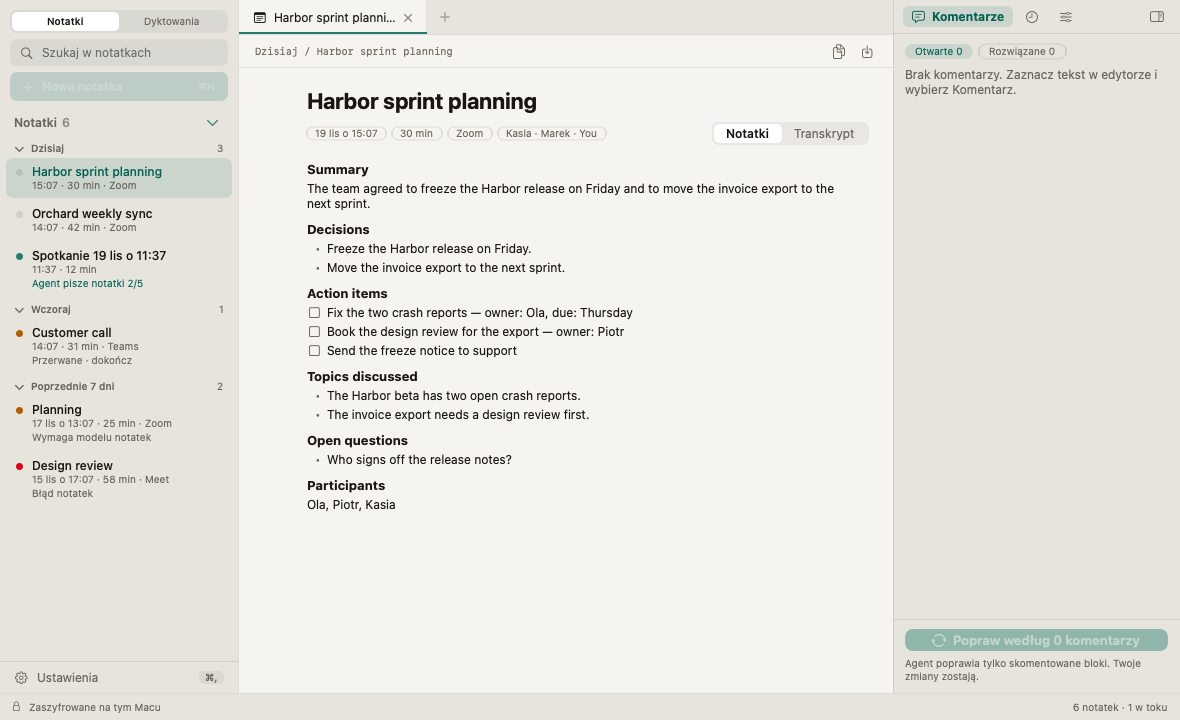 Notatki
Dyktowania
Szukaj w notatkach
Nowa notatka ⌘N
Notatki 6
Dzisiaj 3
Harbor sprint planning
15:07 · 30 min · Zoom
Orchard weekly sync
14:07 · 42 min · Zoom
Spotkanie 19 lis o 11:37
11:37 · 12 min
Agent pisze notatki 2/5
Wczoraj 1
Customer call
14:07 · 31 min · Teams
Przerwane · dokończ
Poprzednie 7 dni 2
Planning
17 lis o 13:07 · 25 min · Zoom
Wymaga modelu notatek
Design review
15 lis o 17:07 · 58 min · Meet
Błąd notatek
Ustawienia ⌘,
Zaszyfrowane na tym Macu
Harbor sprint planni...
Dzisiaj / Harbor sprint planning
Harbor sprint planning
19 lis o 15:07
30 min
Zoom
Kasia · Marek · You
Notatki
Transkrypt
Summary
The team agreed to freeze the Harbor release on Friday and to move the invoice export to the
next sprint.
Decisions
• Freeze the Harbor release on Friday.
• Move the invoice export to the next sprint.
Action items
Fix the two crash reports — owner: Ola, due: Thursday
Book the design review for the export — owner: Piotr
Send the freeze notice to support
Topics discussed
• The Harbor beta has two open crash reports.
• The invoice export needs a design review first.
Open questions
• Who signs off the release notes?
Participants
Ola, Piotr, Kasia
Komentarze
Otwarte 0
Rozwiązane 0
Brak komentarzy. Zaznacz tekst w edytorze i
wybierz Komentarz.
Popraw według 0 komentarzy
Agent poprawia tylko skomentowane bloki. Twoje
zmiany zostają.
6 notatek · 1 w toku